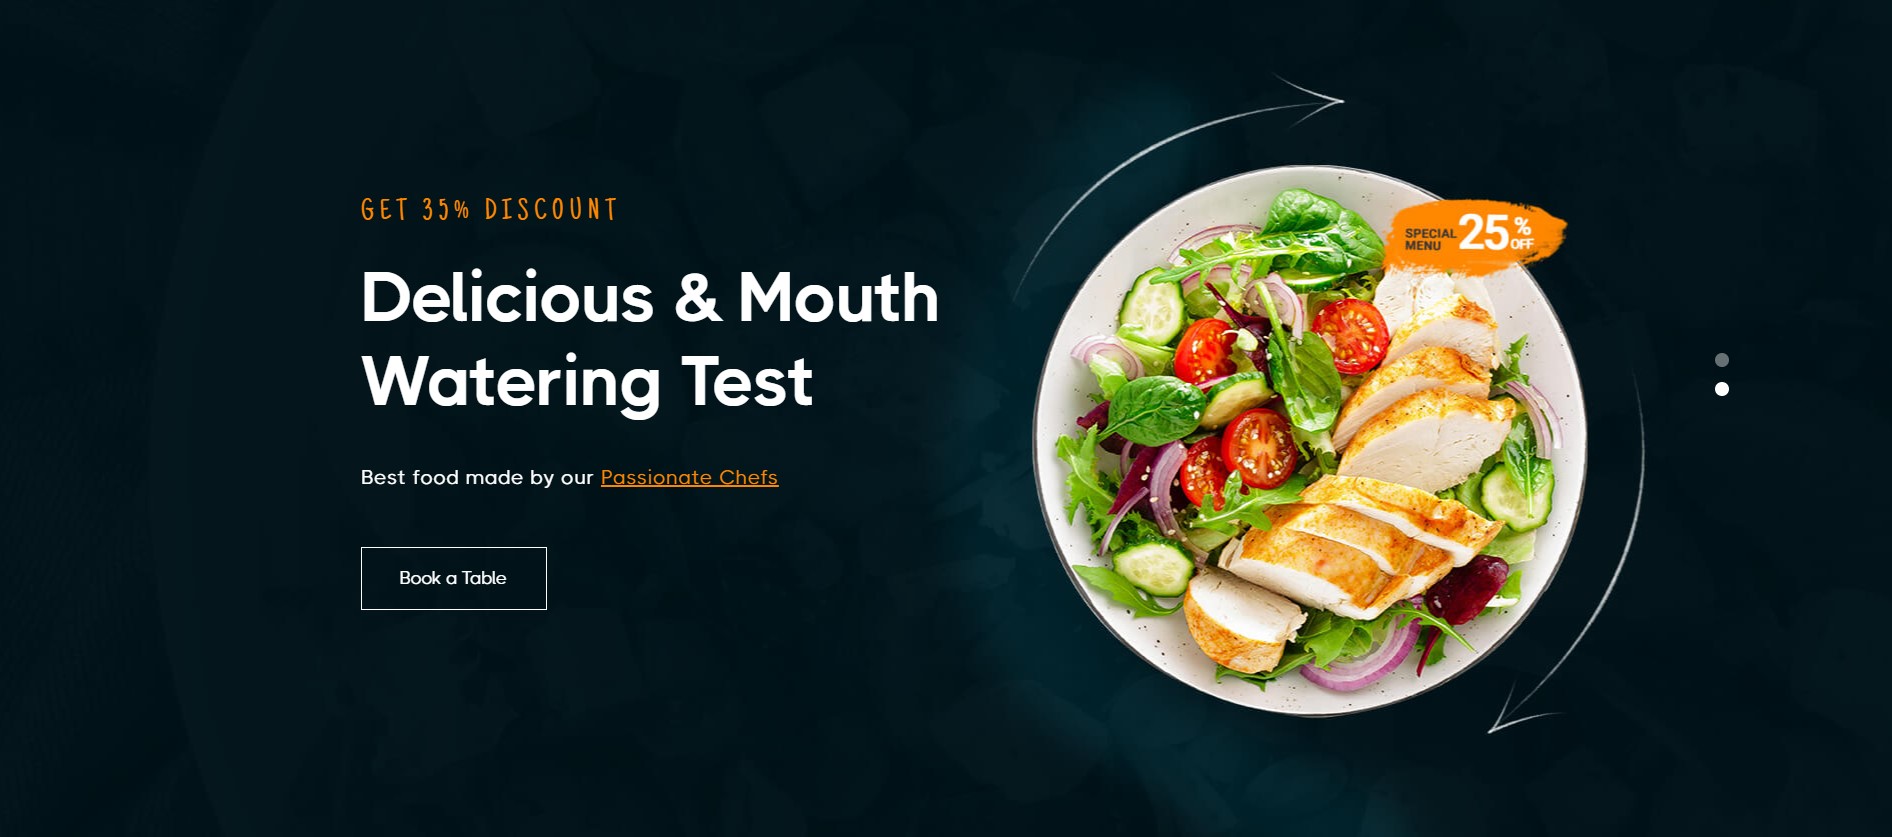 GET 35% DISCOUNT
Delicious & Mouth
Watering Test
Best food made by our Passionate Chefs
Book a Table
SPECIAL MENU 25% OFF